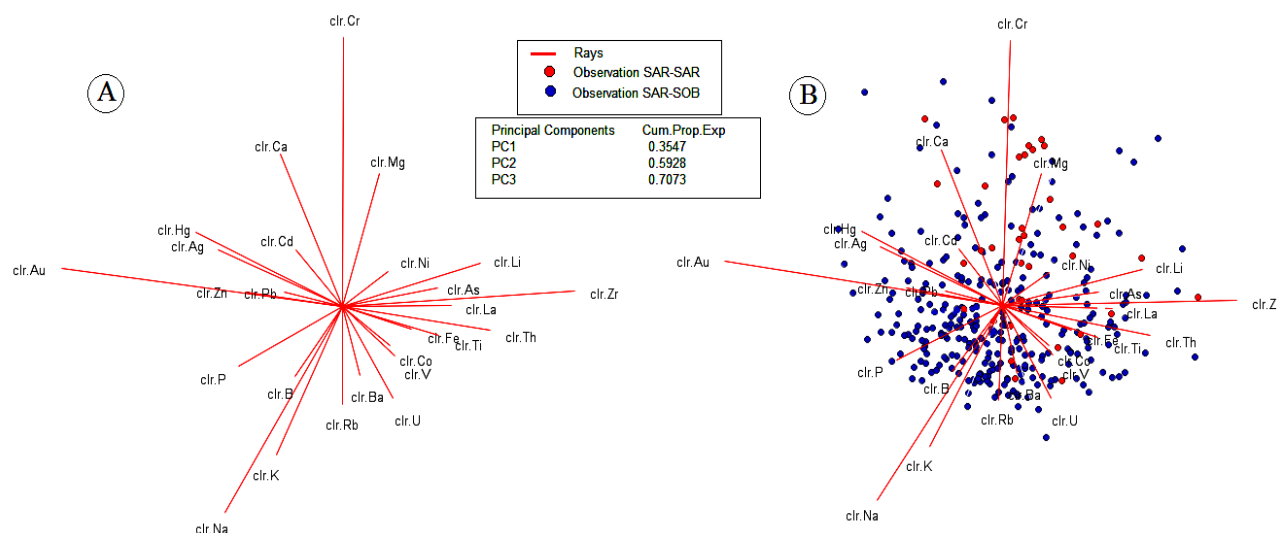 clr.Cr
A
clr.Ca
clr.Mg
clr.Hg
clr.Ag
clr.Cd
clr.Au
clr.Zn
clr.Pb
clr.Ni
clr.Li
clr.As
clr.Zr
clr.La
clr.Th
clr.Fe
clr.Ti
clr.Co
clr.V
clr.P
clr.B
clr.Ba
clr.Rb
clr.U
clr.K
clr.Na
Rays
Observation SAR-SAR
Observation SAR-SOB
Principal Components Cum.Prop.Exp
PC1 0.3547
PC2 0.5928
PC3 0.7073
clr.Cr
B
clr.Ca
clr.Mg
clr.Hg
clr.Ag
clr.Cd
clr.Au
clr.Zn
clr.Pb
clr.Ni
clr.Li
clr.As
clr.Z
clr.La
clr.Th
clr.Fe
clr.Ti
clr.Co
clr.V
clr.P
clr.B
clr.Ba
clr.Rb
clr.U
clr.K
clr.Na